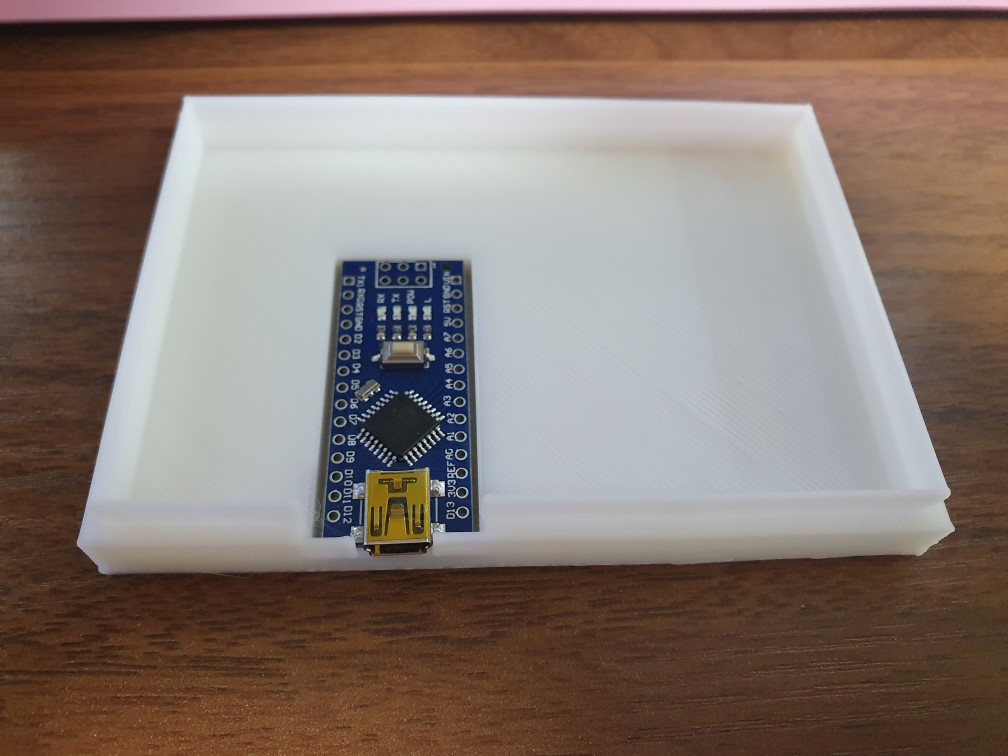 TX1
RX0
RST
GND
D2
D3
D4
D5
D6
D7
D8
D9
D10
D11
D12
RX
TX
POW
L
VIN
GND
RST
5V
A7
A6
A5
A4
A3
A2
A1
A0
REF
3V3
D13